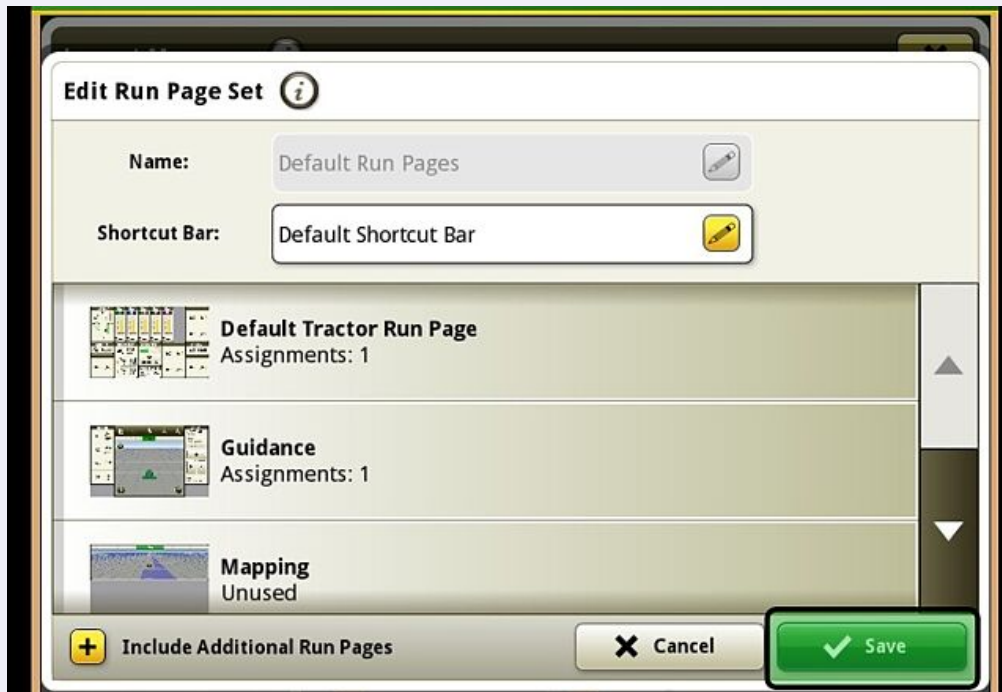 Edit Run Page Set
Name:
Default Run Pages
Shortcut Bar:
Default Shortcut Bar
Default Tractor Run Page
Assignments: 1
Guidance
Assignments: 1
Mapping
Unused
Include Additional Run Pages
Cancel
Save